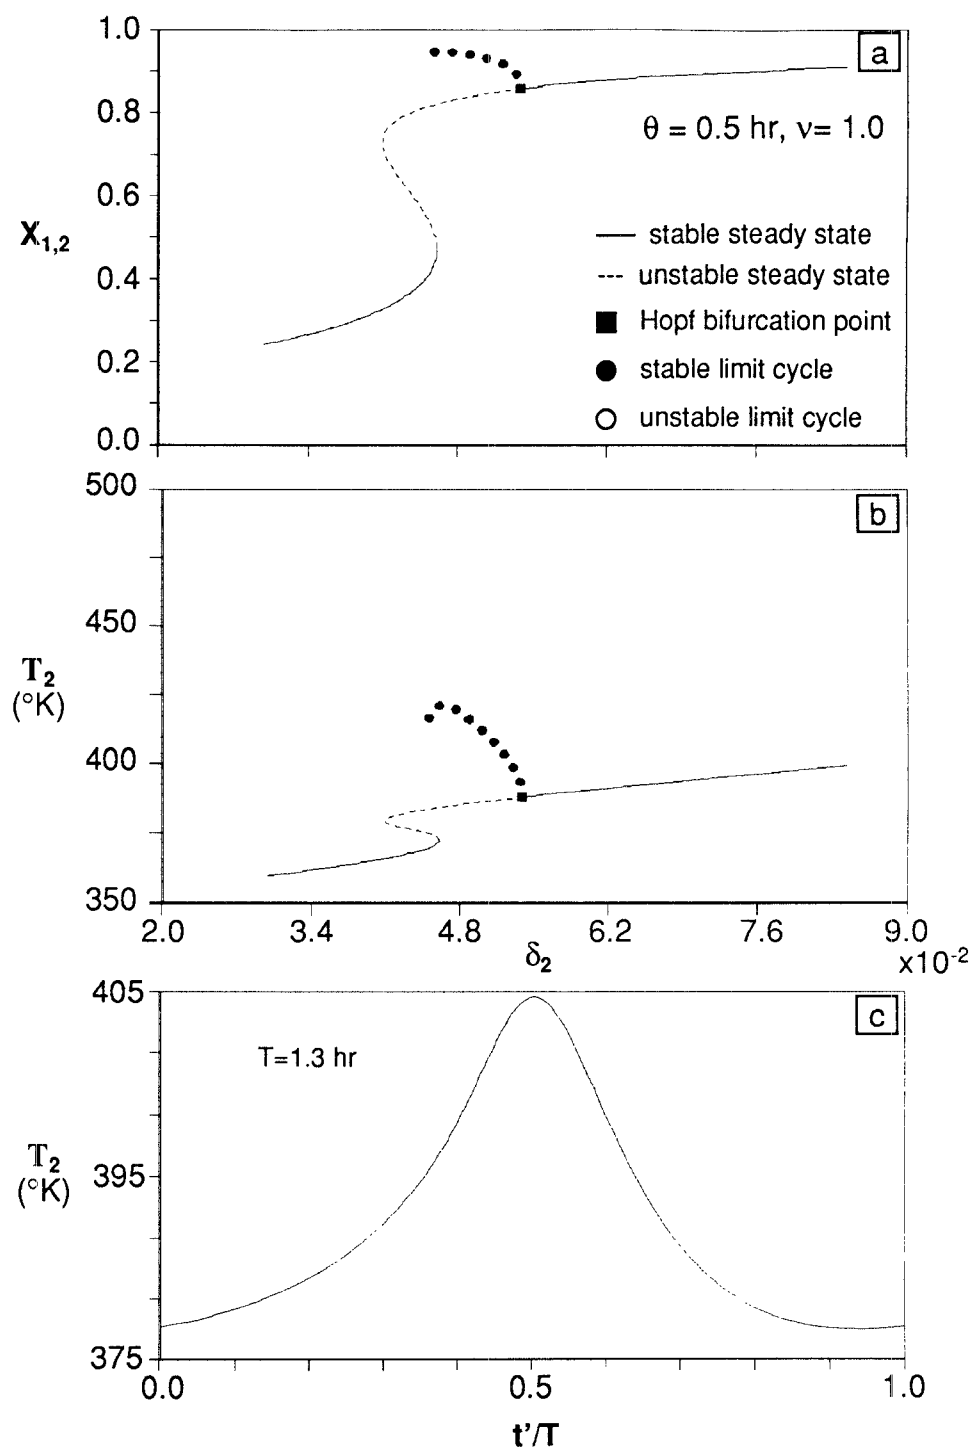 1.0
a
0.8
θ = 0.5 hr, ν= 1.0
0.6
X1,2
stable steady state
unstable steady state
0.4
Hopf bifurcation point
0.2
stable limit cycle
unstable limit cycle
0.0
500
b
450
T2
(°K)
400
350
2.0 3.4 4.8 6.2 7.6 9.0
δ2
x10-2
405
c
T=1.3 hr
T2
(°K)
395
375
0.0 0.5 1.0
t'/T